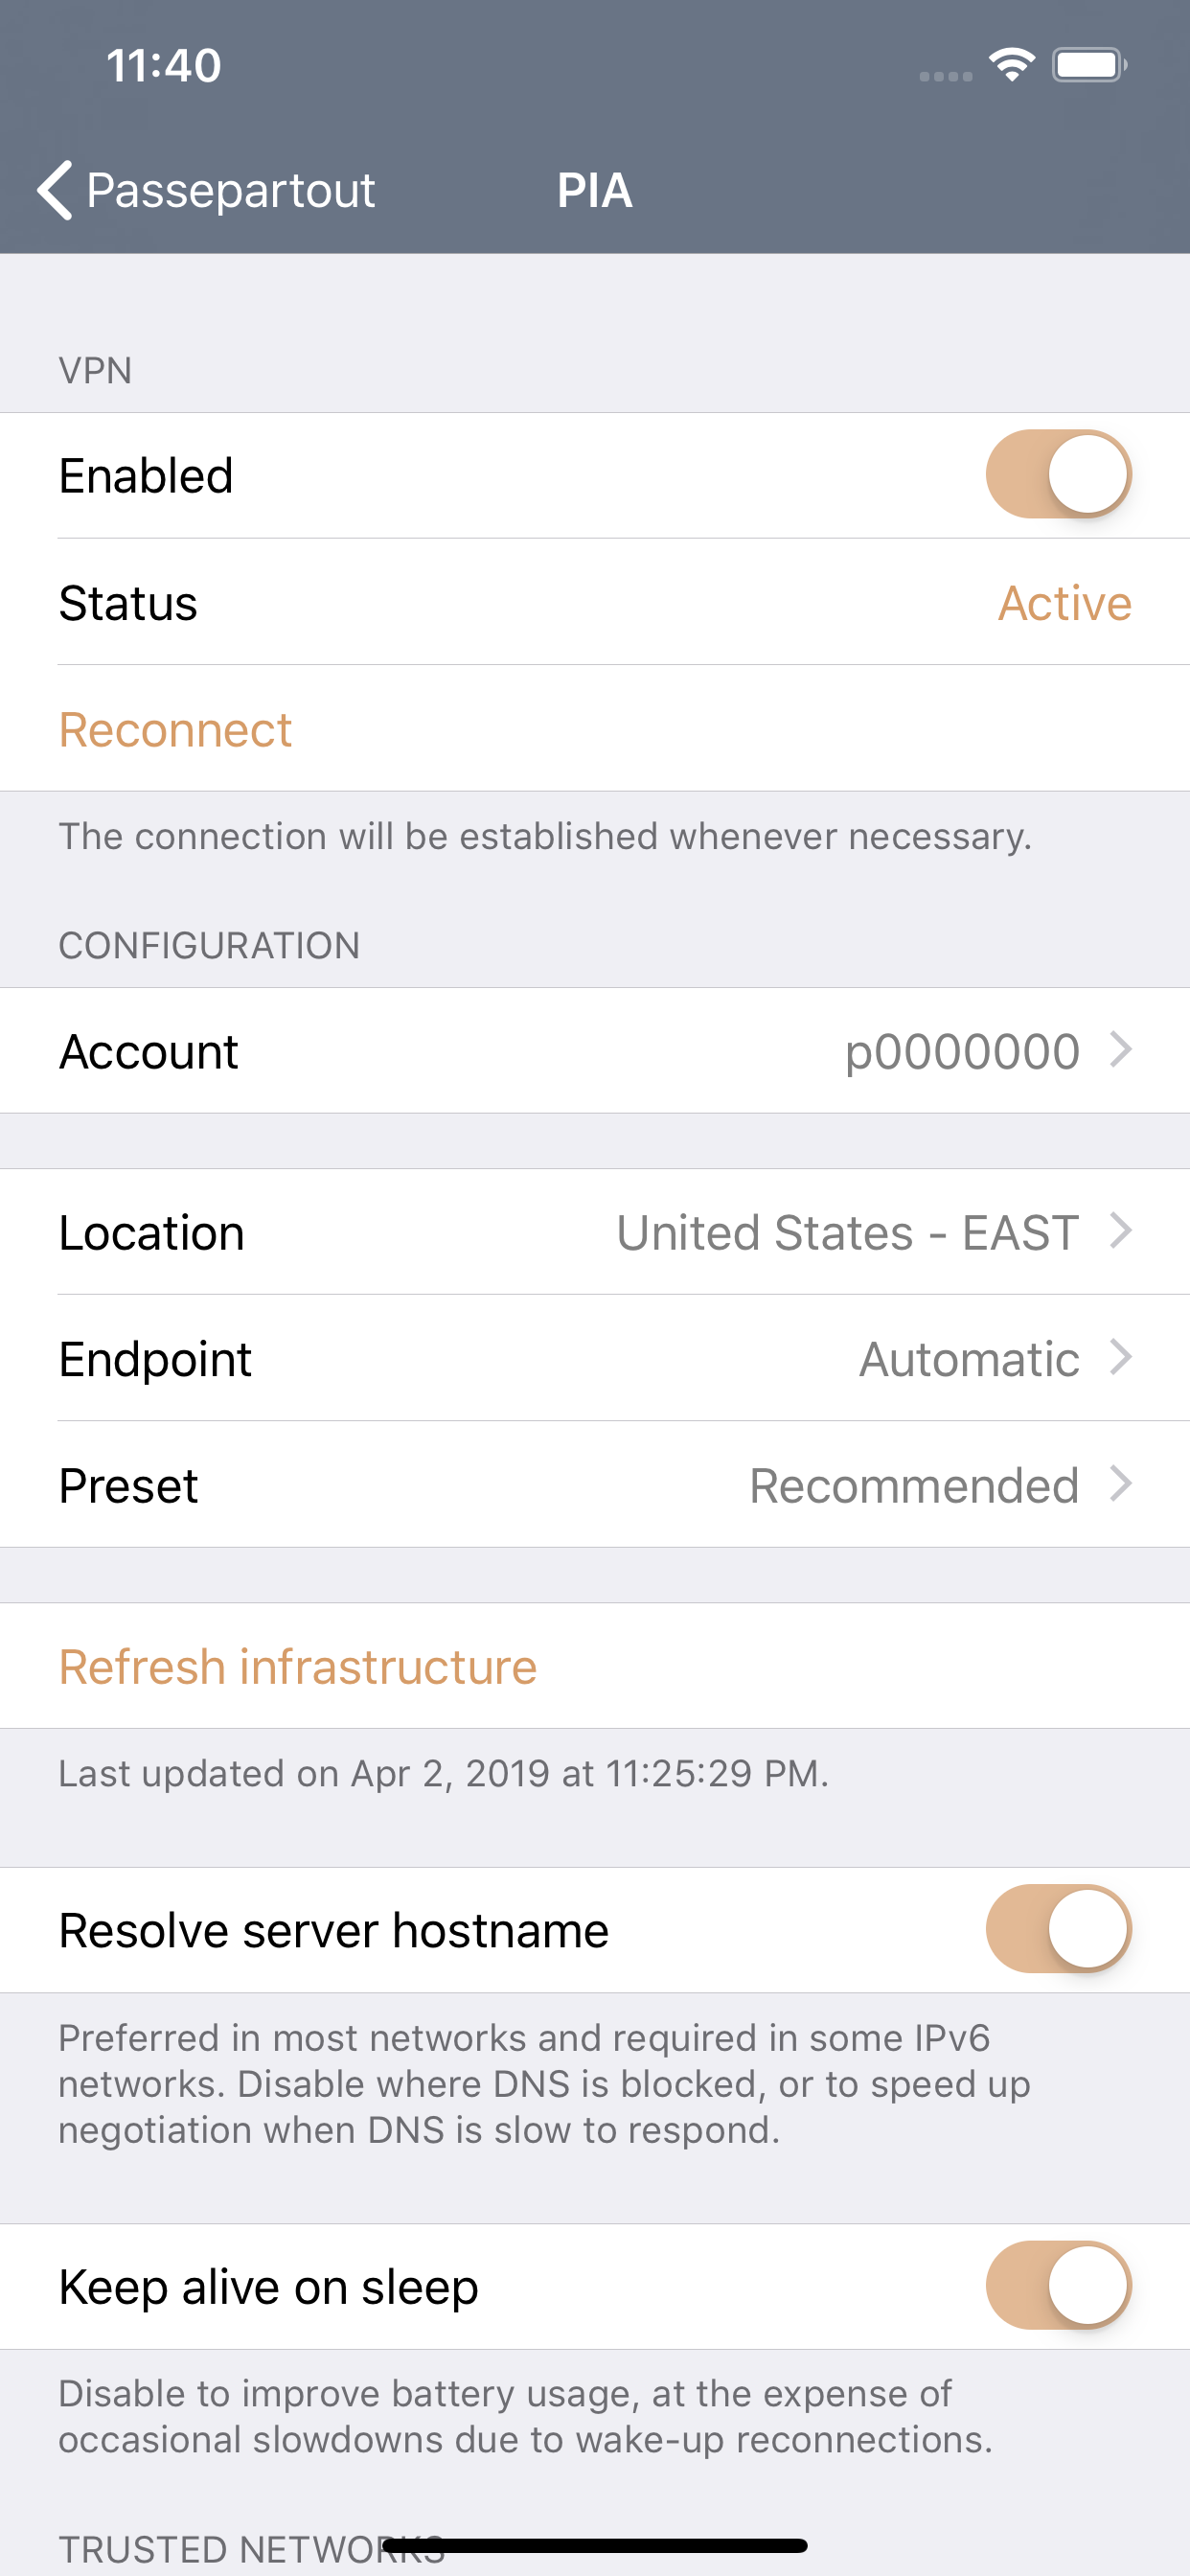 11:40
Passepartout
PIA
VPN
Enabled
Status Active
Reconnect
The connection will be established whenever necessary.
CONFIGURATION
Account p0000000
Location United States - EAST
Endpoint Automatic
Preset Recommended
Refresh infrastructure
Last updated on Apr 2, 2019 at 11:25:29 PM.
Resolve server hostname
Preferred in most networks and required in some IPv6
networks. Disable where DNS is blocked, or to speed up
negotiation when DNS is slow to respond.
Keep alive on sleep
Disable to improve battery usage, at the expense of
occasional slowdowns due to wake-up reconnections.
TRUSTED NETWORKS